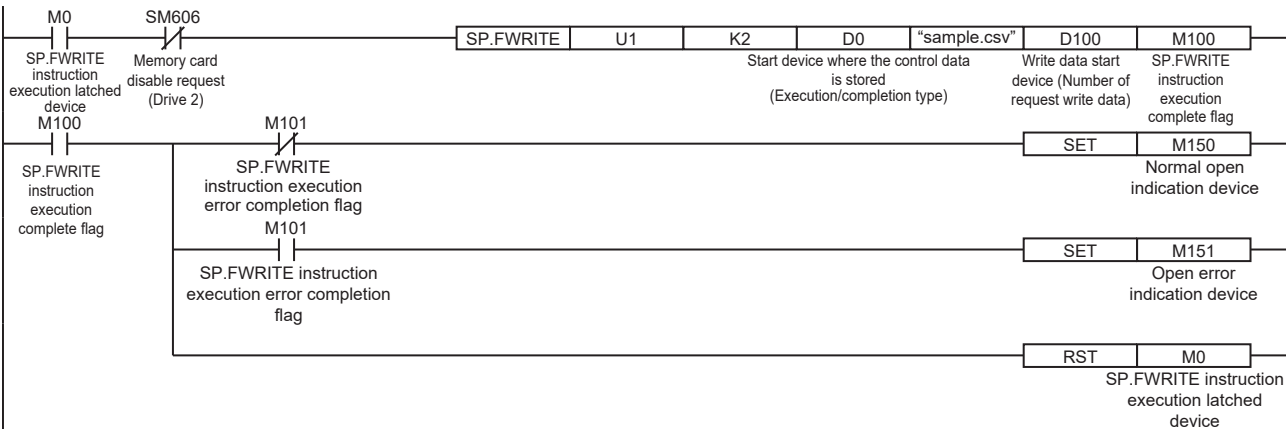 M0 SM606
SP.FWRITE U1 K2 D0 “sample.csv” D100 M100
SP.FWRITE
instruction
execution latched
device
Memory card
disable request
(Drive 2)
Start device where the control data
is stored
(Execution/completion type)
Write data start
device (Number of
request write data)
SP.FWRITE
instruction
execution
complete flag
M100 M101
SET M150
SP.FWRITE
instruction
execution
complete flag
SP.FWRITE
instruction execution
error completion flag
Normal open
indication device
M101
SET M151
SP.FWRITE instruction
execution error completion
flag
Open error
indication device
RST M0
SP.FWRITE instruction
execution latched
device